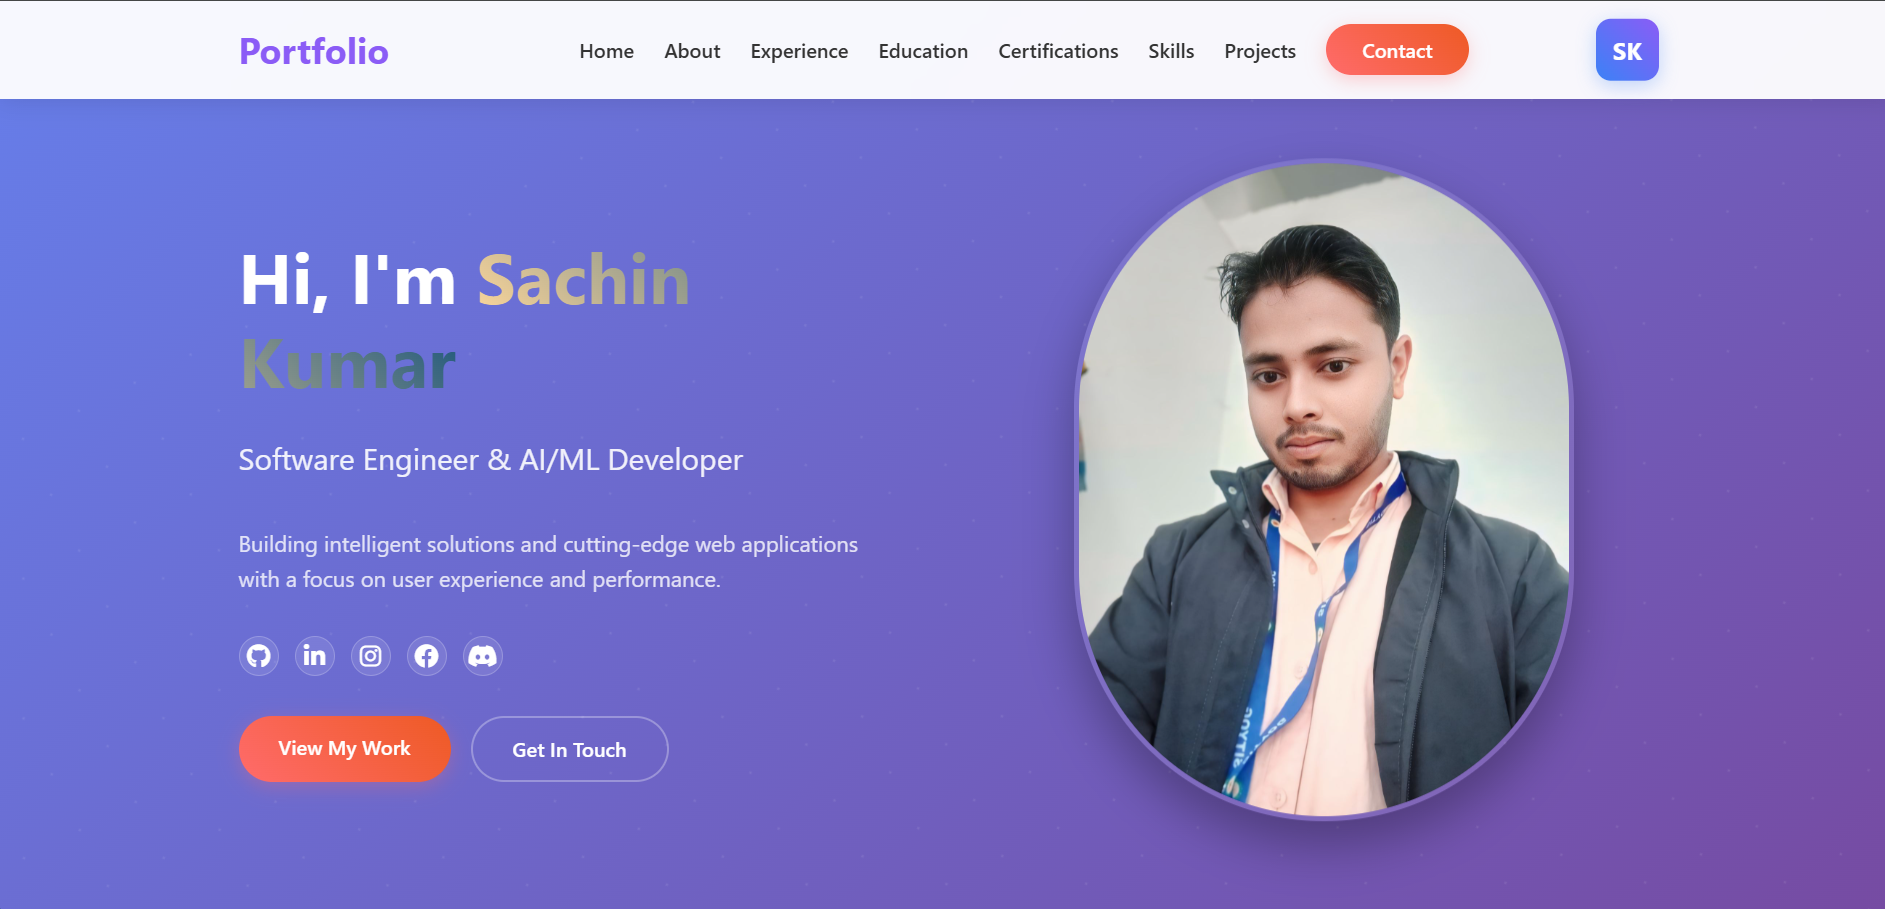 Portfolio
Home About Experience Education Certifications Skills Projects Contact SK
Hi, I'm Sachin
Kumar
Software Engineer & AI/ML Developer
Building intelligent solutions and cutting-edge web applications
with a focus on user experience and performance.
in
View My Work Get In Touch